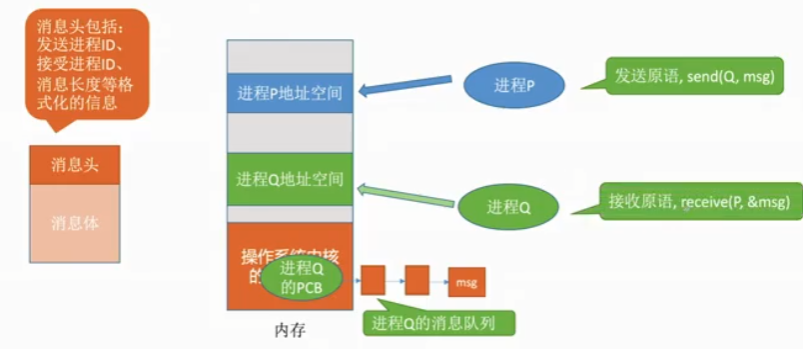 消息头包括：
发送进程ID、
接受进程ID、
消息长度等格
式化的信息
消息头
消息体
进程P地址空间
进程Q地址空间
操作系统内核
的
进程Q
的PCB
内存
进程P
发送原语, send(Q, msg)
进程Q
接收原语, receive(P, &msg)
msg
进程Q的消息队列